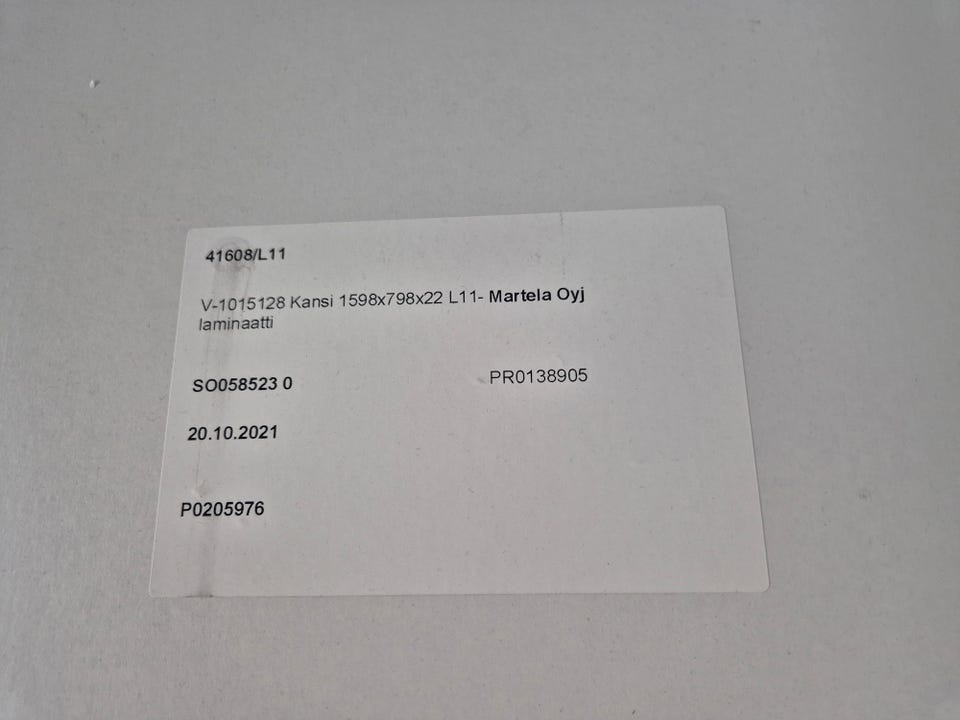 41608/L11
V-1015128 Kansi 1598x798x22 L11- Martela Oyj
laminaatti
SO058523 0 PR0138905
20.10.2021
P0205976